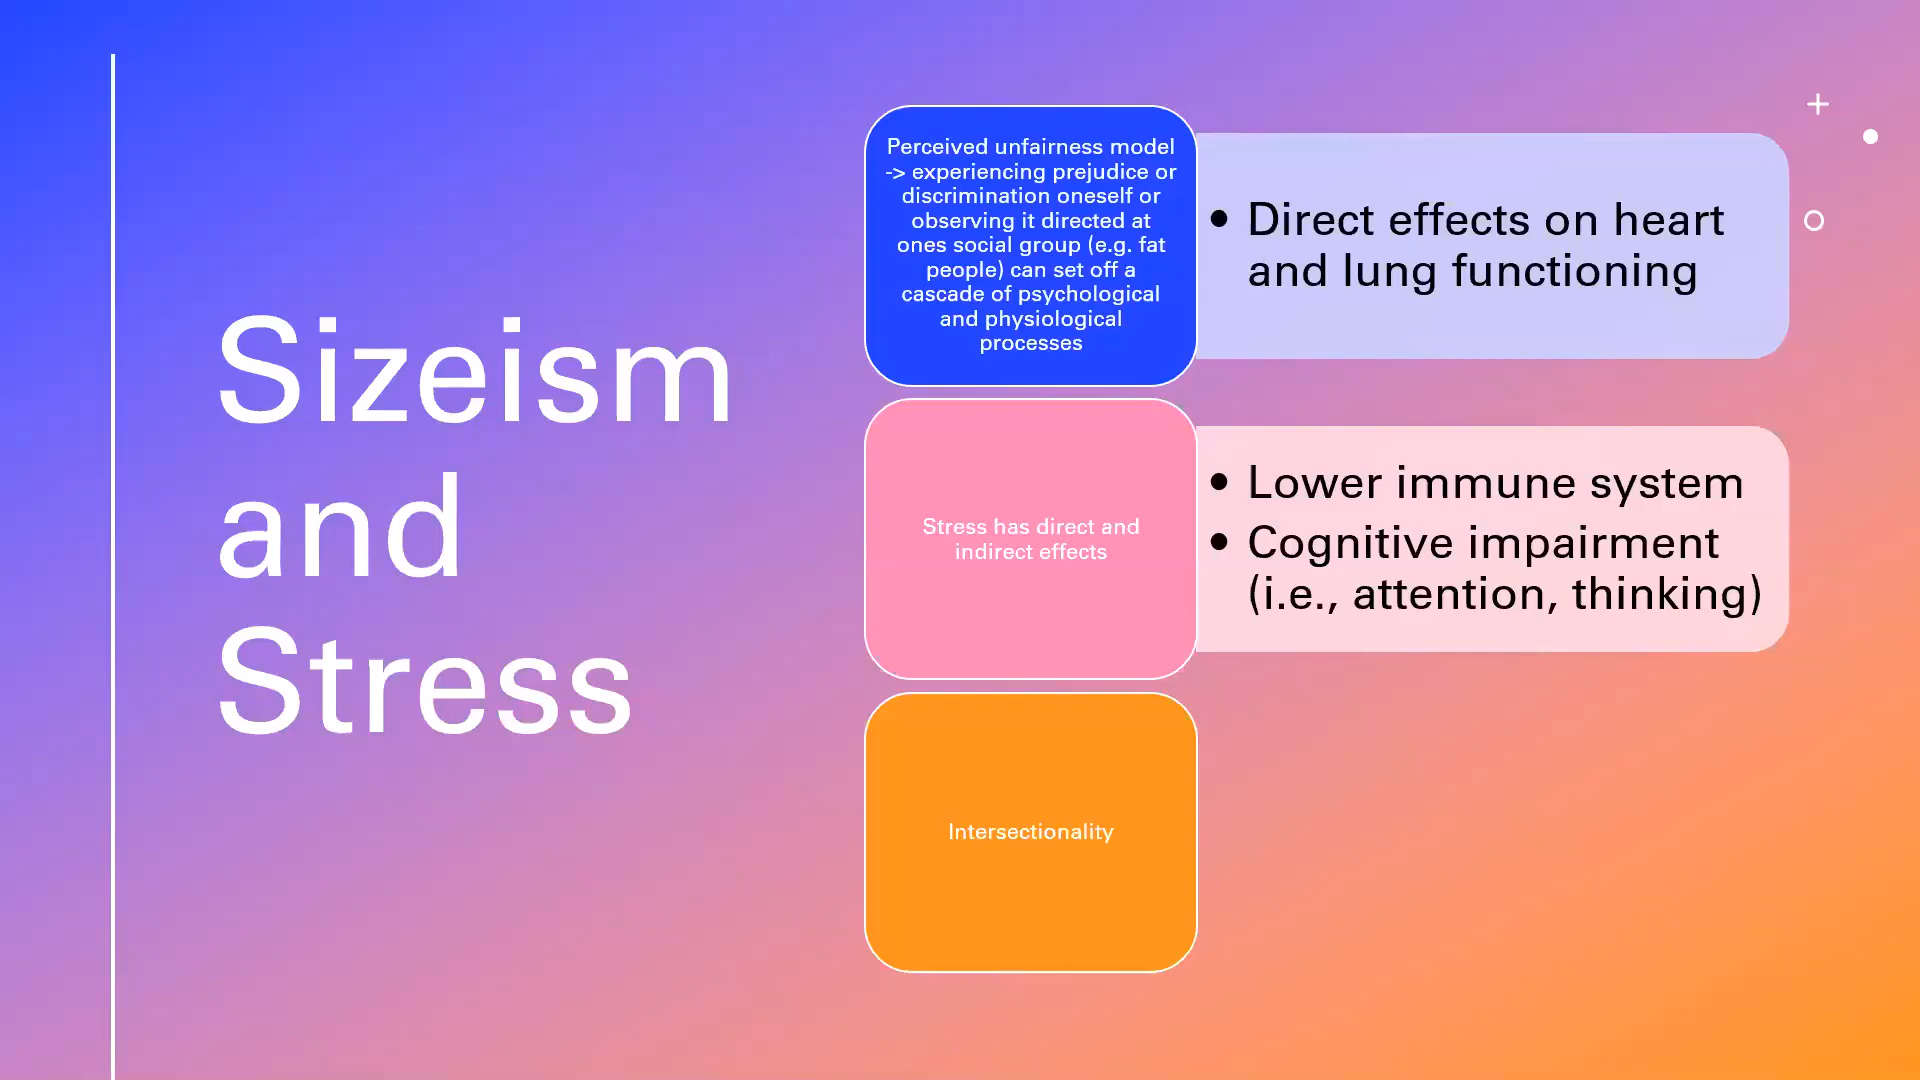 Sizeism
and
Stress
Perceived unfairness model
-> experiencing prejudice or
discrimination oneself or
observing it directed at
ones social group (e.g. fat
people) can set off a
cascade of psychological
and physiological
processes
• Direct effects on heart
and lung functioning
Stress has direct and
indirect effects
• Lower immune system
• Cognitive impairment
(i.e., attention, thinking)
Intersectionality